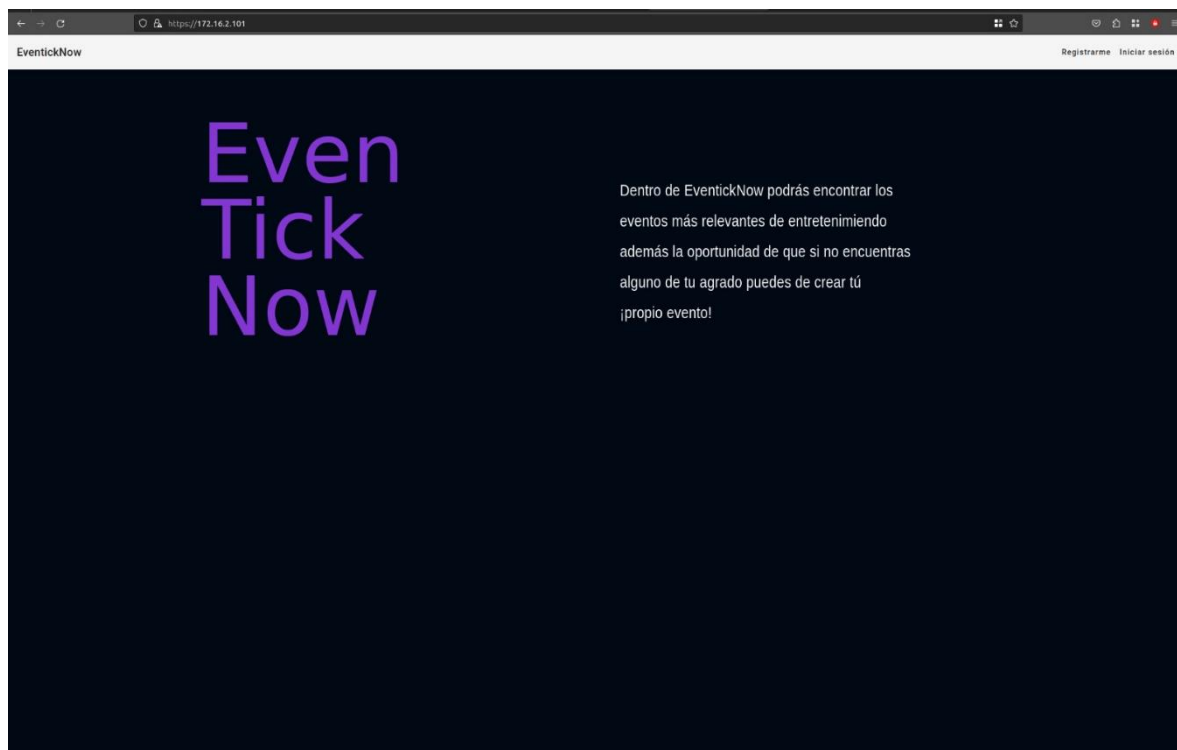 https://172.16.2.101
EventickNow
Registrarme Iniciar sesión
Even
Tick
Now
Dentro de EventickNow podrás encontrar los
eventos más relevantes de entretenimiendo
además la oportunidad de que si no encuentras
alguno de tu agrado puedes de crear tú
¡propio evento!